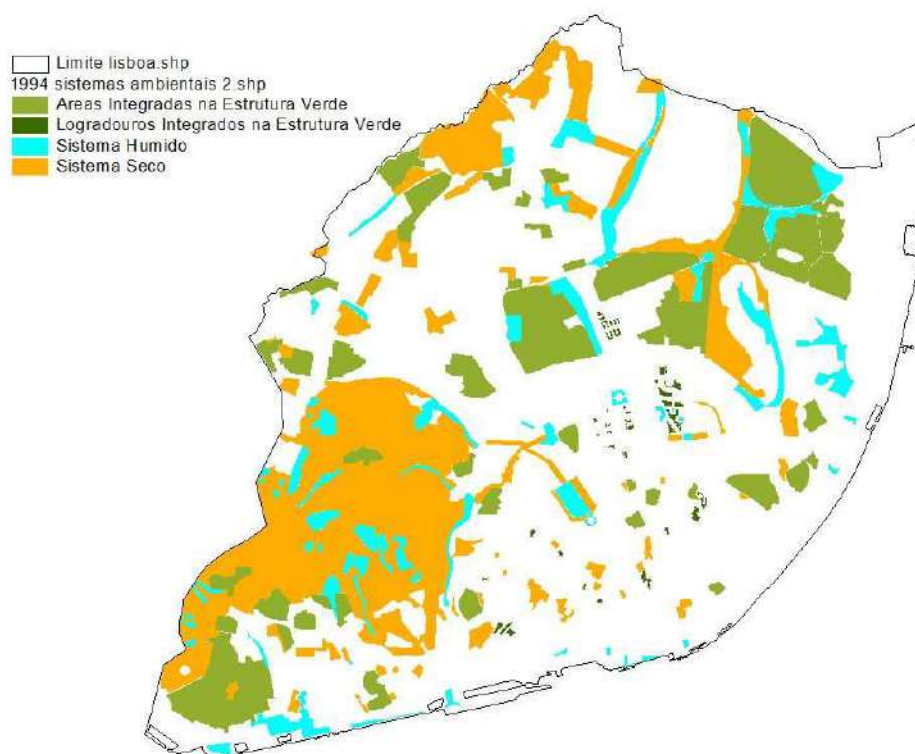 Limite lisboa.shp
1994 sistemas ambientais 2.shp
Areas Integradas na Estrutura Verde
Logradouros Integrados na Estrutura Verde
Sistema Humido
Sistema Seco